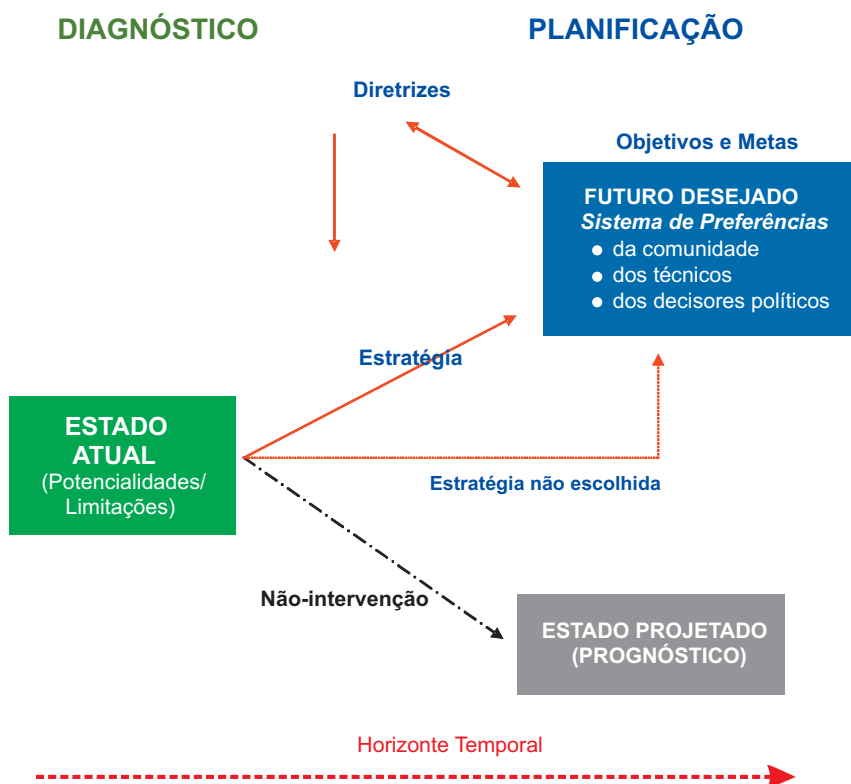 DIAGNÓSTICO
PLANIFICAÇÃO
Diretrizes
Objetivos e Metas
FUTURO DESEJADO
Sistema de Preferências
● da comunidade
● dos técnicos
● dos decisores políticos
Estratégia
ESTADO
ATUAL
(Potencialidades/
Limitações)
Estratégia não escolhida
Não-intervenção
ESTADO PROJETADO
(PROGNÓSTICO)
Horizonte Temporal